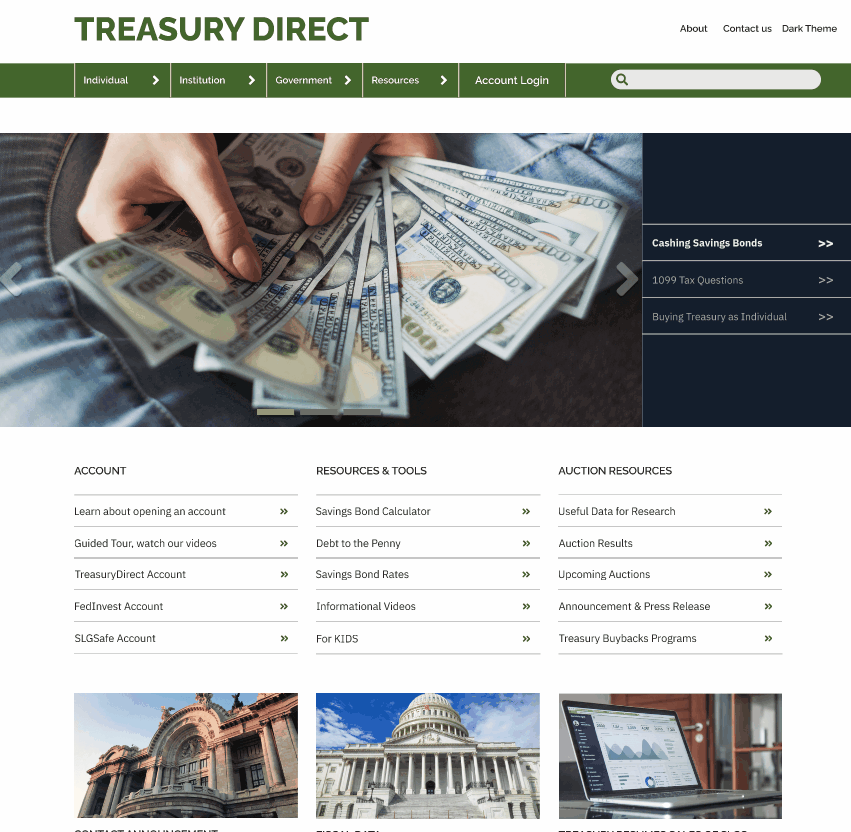 TREASURY DIRECT
About Contact us Dark Theme
Individual Institution Government Resources Account Login
Cashing Savings Bonds >>
1099 Tax Questions >>
Buying Treasury as Individual >>
ACCOUNT
Learn about opening an account »
Guided Tour, watch our videos »
TreasuryDirect Account »
FedInvest Account »
SLGSafe Account »
RESOURCES & TOOLS
Savings Bond Calculator »
Debt to the Penny »
Savings Bond Rates »
Informational Videos »
For KIDS »
AUCTION RESOURCES
Useful Data for Research »
Auction Results »
Upcoming Auctions »
Announcement & Press Release »
Treasury Buybacks Programs »